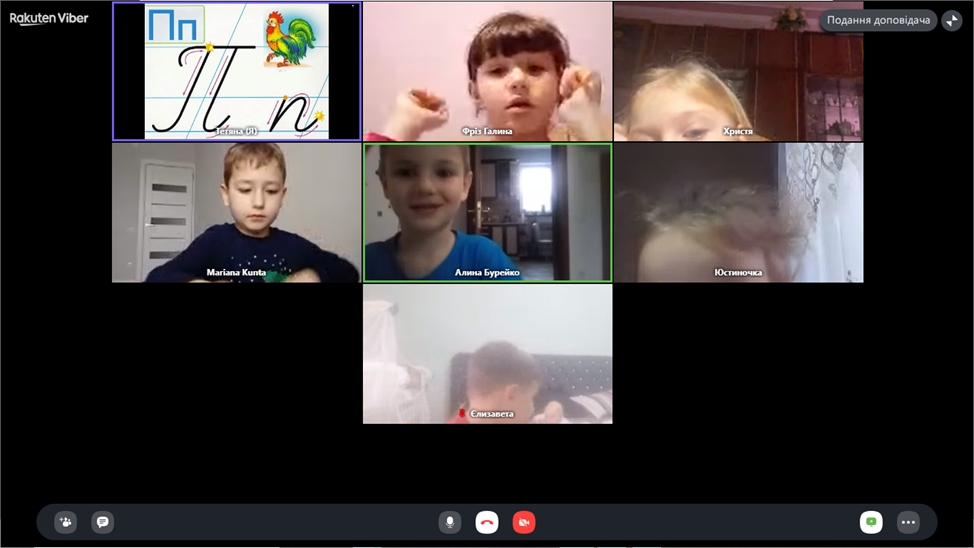 Rakuten Viber
Подання доповідача
Пп
П п
Тетяна (Я)
Фріз Галина
Христя
Mariana Kunta
Алина Бурейко
Юстиночка
Єлизавета